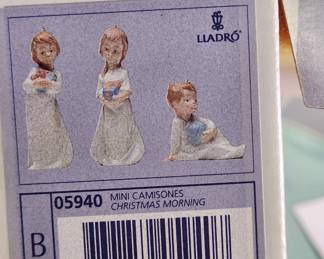 LLADRÓ
05940 MINI CAMISONES
CHRISTMAS MORNING
B